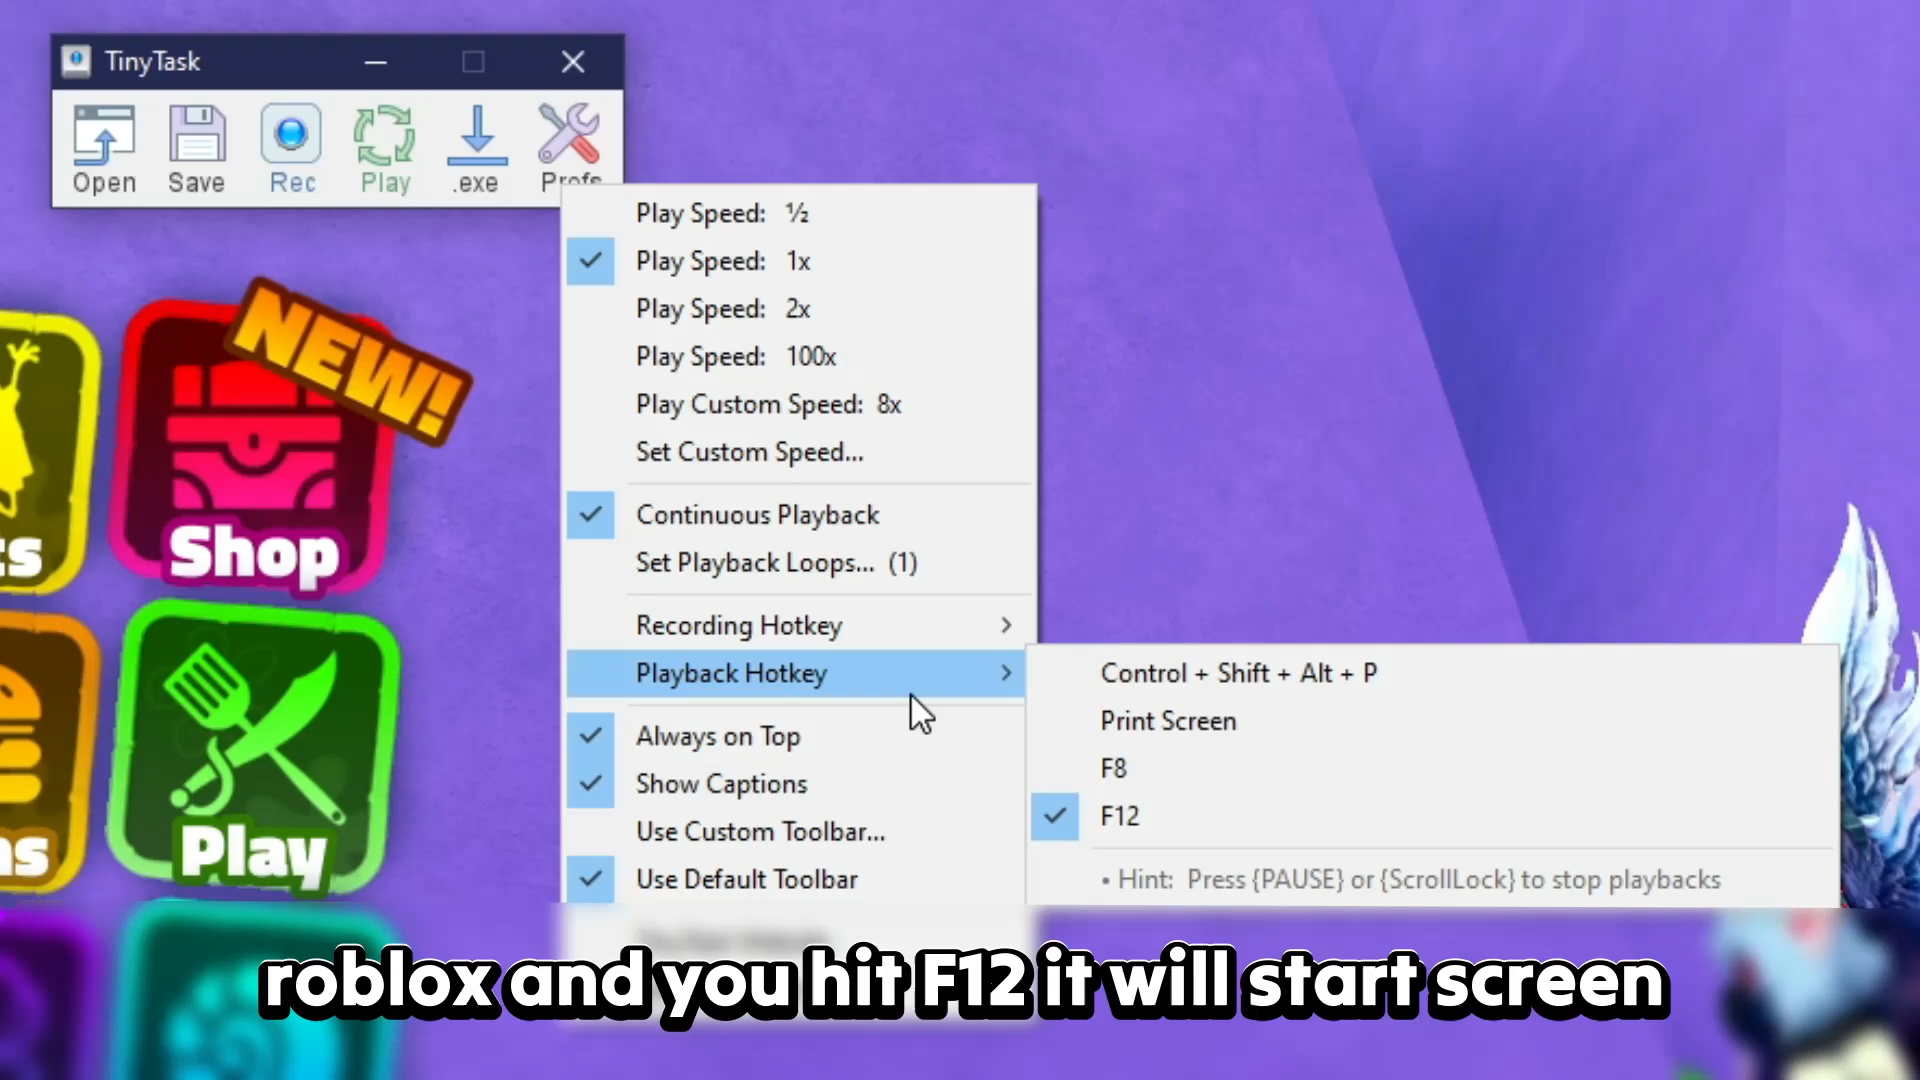 TinyTask
Open Save Rec Play .exe Prefs
Play Speed: ½
Play Speed: 1x
Play Speed: 2x
Play Speed: 100x
Play Custom Speed: 8x
Set Custom Speed...
Continuous Playback
Set Playback Loops... (1)
Recording Hotkey
Playback Hotkey
Always on Top
Show Captions
Use Custom Toolbar...
Use Default Toolbar
Control + Shift + Alt + P
Print Screen
F8
F12
• Hint: Press {PAUSE} or {ScrollLock} to stop playbacks
NEW!
ts
Shop
ns
Play
roblox and you hit F12 it will start screen